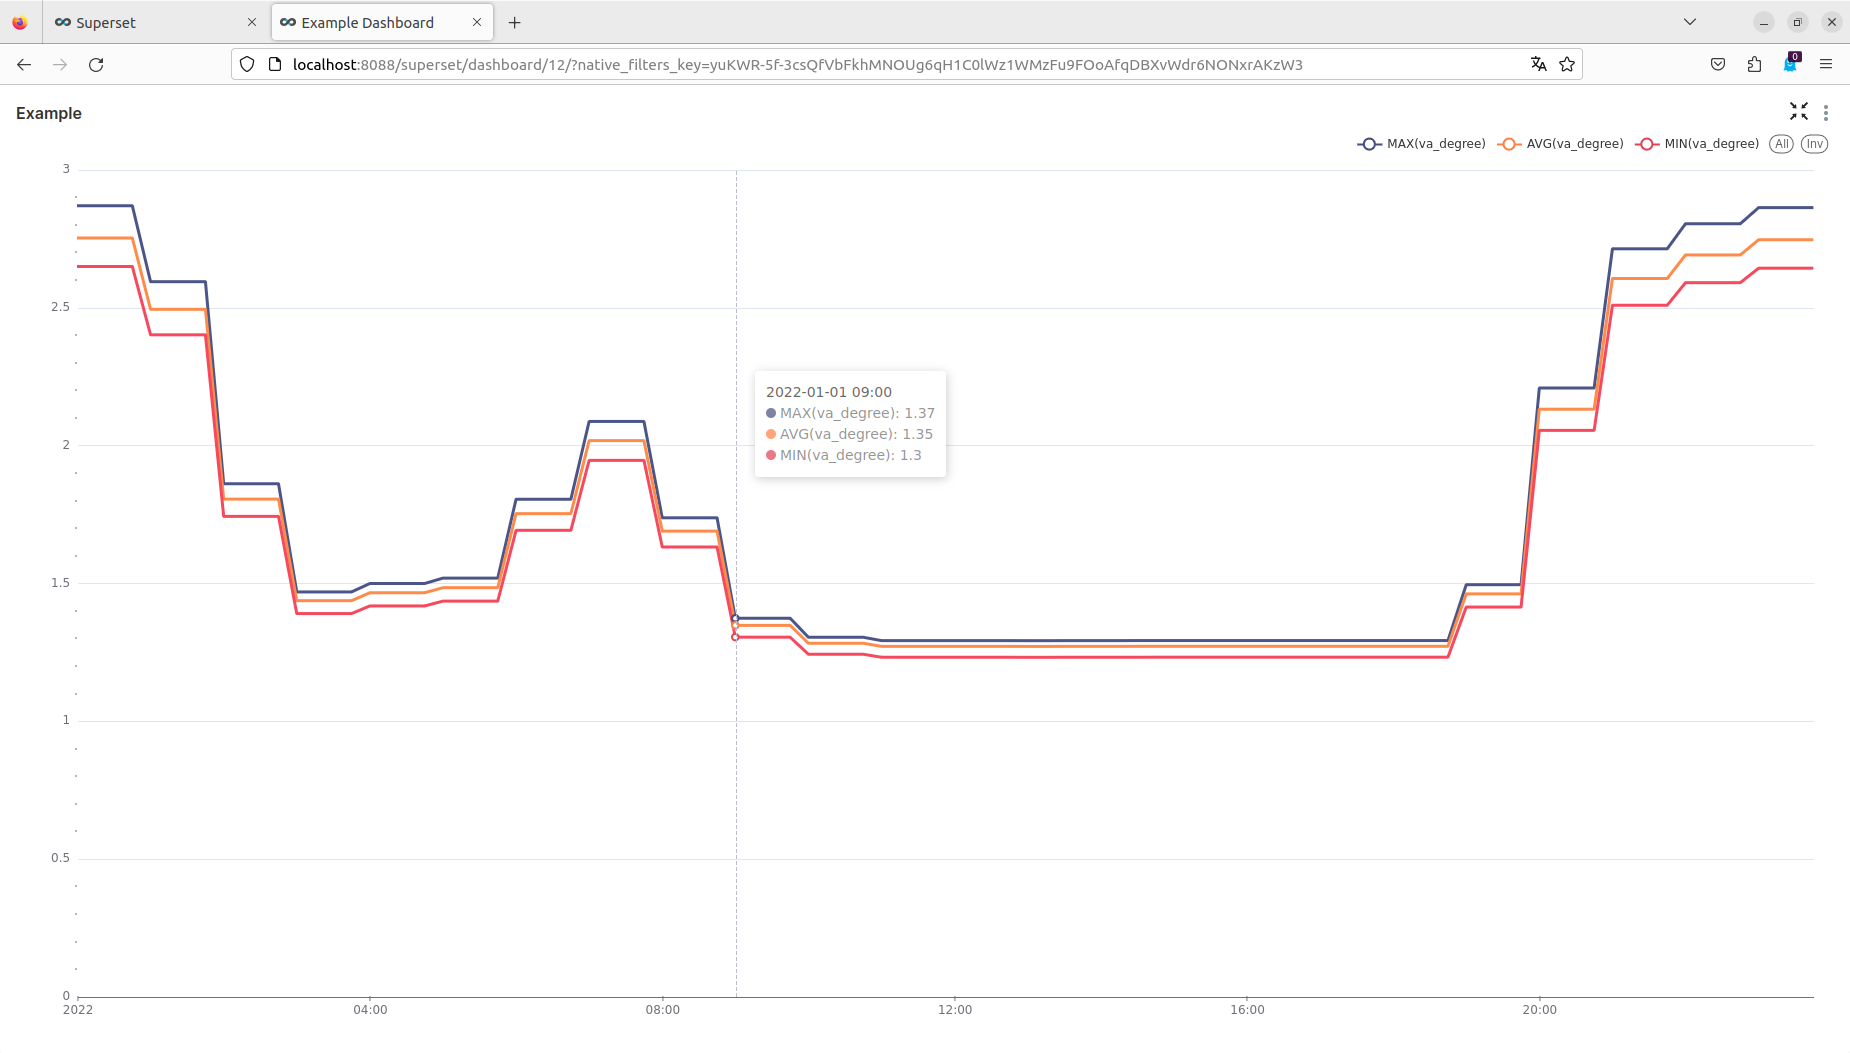 Superset
Example Dashboard
localhost:8088/superset/dashboard/12/?native_filters_key=yuKWR-5f-3csQfVbFkhMNOUg6qH1C0lWz1WMzFu9FOoAfqDBXvWdr6NONxrAKzW3
0
Example
MAX(va_degree) AVG(va_degree) MIN(va_degree) All Inv
3
2.5
2022-01-01 09:00
MAX(va_degree): 1.37
AVG(va_degree): 1.35
MIN(va_degree): 1.3
2
1.5
1
0.5
0
2022 04:00 08:00 12:00 16:00 20:00